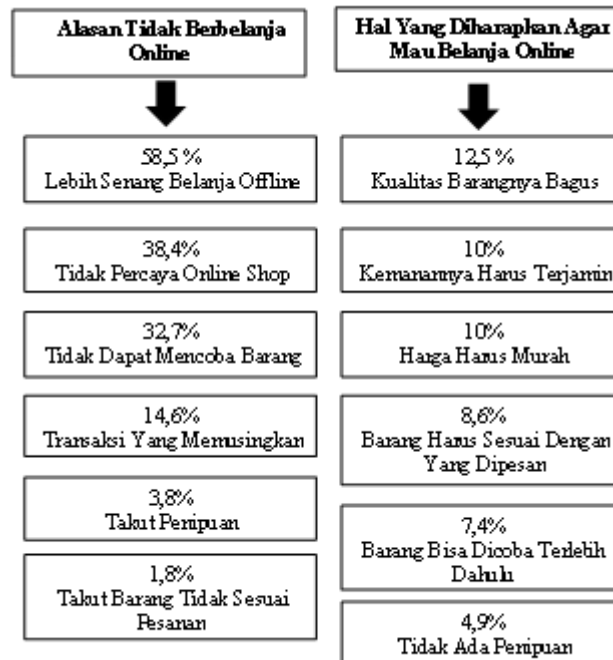 Alasan Tidak Berbelanja
Online
58,5 %
Lebih Senang Belanja Offline
38,4%
Tidak Percaya Online Shop
32,7%
Tidak Dapat Mencoba Barang
14,6%
Transaksi Yang Memusingkan
3,8%
Takut Penipuan
1,8%
Takut Barang Tidak Sesuai
Pesanan
Hal Yang Diharapkan Agar
Mau Belanja Online
12,5 %
Kualitas Barangnya Bagus
10%
Kemanannya Harus Terjamin
10%
Harga Harus Murah
8,6%
Barang Harus Sesuai Dengan
Yang Dipesan
7,4%
Barang Bisa Dicoba Terlebih
Dahulu
4,9%
Tidak Ada Penipuan